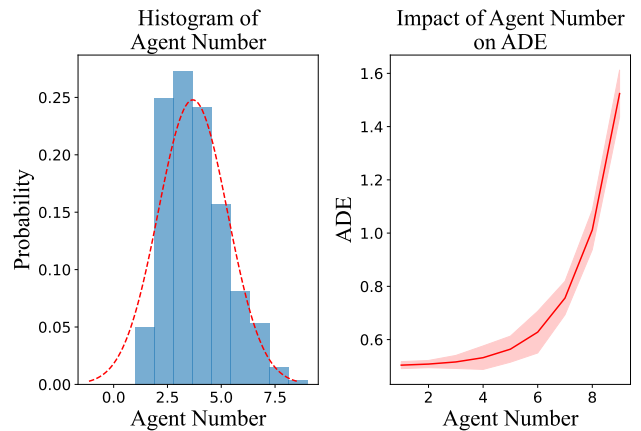 Histogram of
Agent Number
Probability
0.25
0.20
0.15
0.10
0.05
0.00
0.0 2.5 5.0 7.5
Agent Number
Impact of Agent Number
on ADE
ADE
1.6
1.4
1.2
1.0
0.8
0.6
2 4 6 8
Agent Number